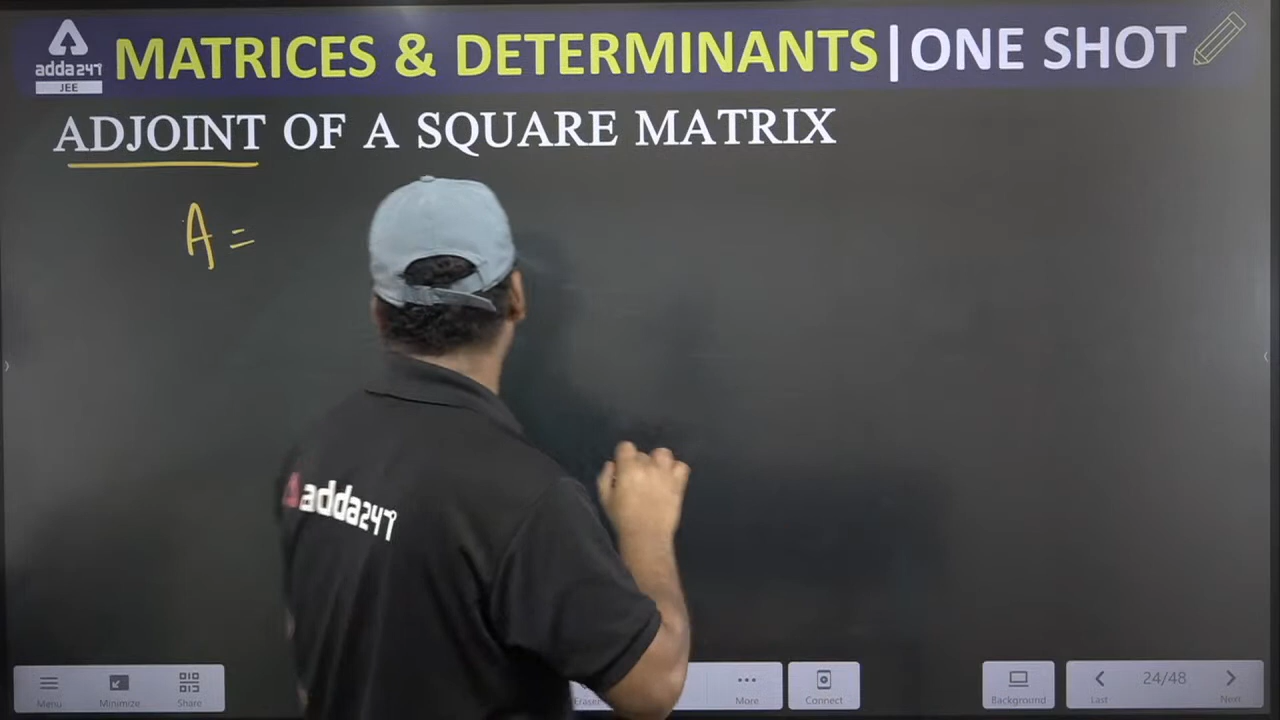 adda247
JEE
MATRICES & DETERMINANTS|ONE SHOT
ADJOINT OF A SQUARE MATRIX
A =
adda247
Menu
Minimize
Share
Eraser
More
Connect
Background
Last
24/48
Next